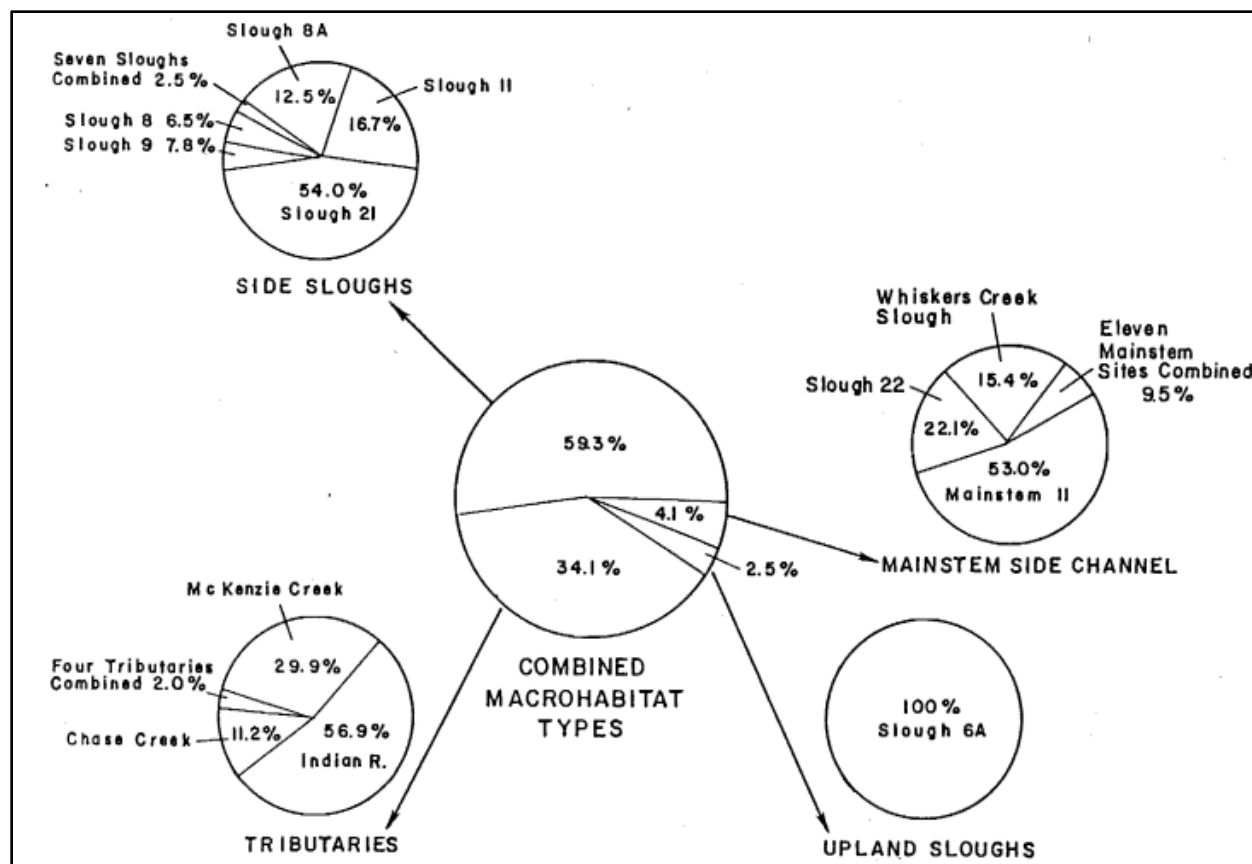 Slough 8A
Seven Sloughs
Combined 2.5%
12.5%
Slough 11
16.7%
Slough 8 6.5%
Slough 9 7.8%
54.0%
Slough 21
SIDE SLOUGHS
Whiskers Creek
Slough
Eleven
Mainstem
Sites Combined
9.5%
15.4%
Slough 22
22.1%
53.0%
Mainstem 11
MAINSTEM SIDE CHANNEL
59.3%
4.1%
2.5%
34.1%
COMBINED
MACROHABITAT
TYPES
McKenzie Creek
29.9%
Four Tributaries
Combined 2.0%
Chase Creek
11.2%
56.9%
Indian R.
TRIBUTARIES
100%
Slough 6A
UPLAND SLOUGHS